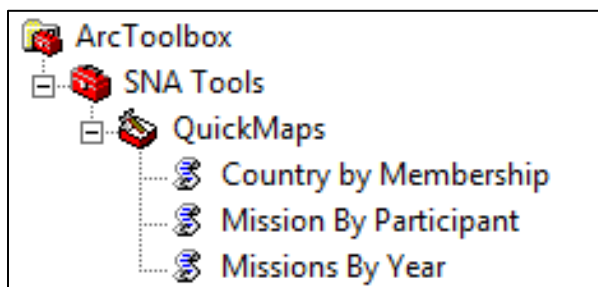 ArcToolbox
SNA Tools
QuickMaps
Country by Membership
Mission By Participant
Missions By Year